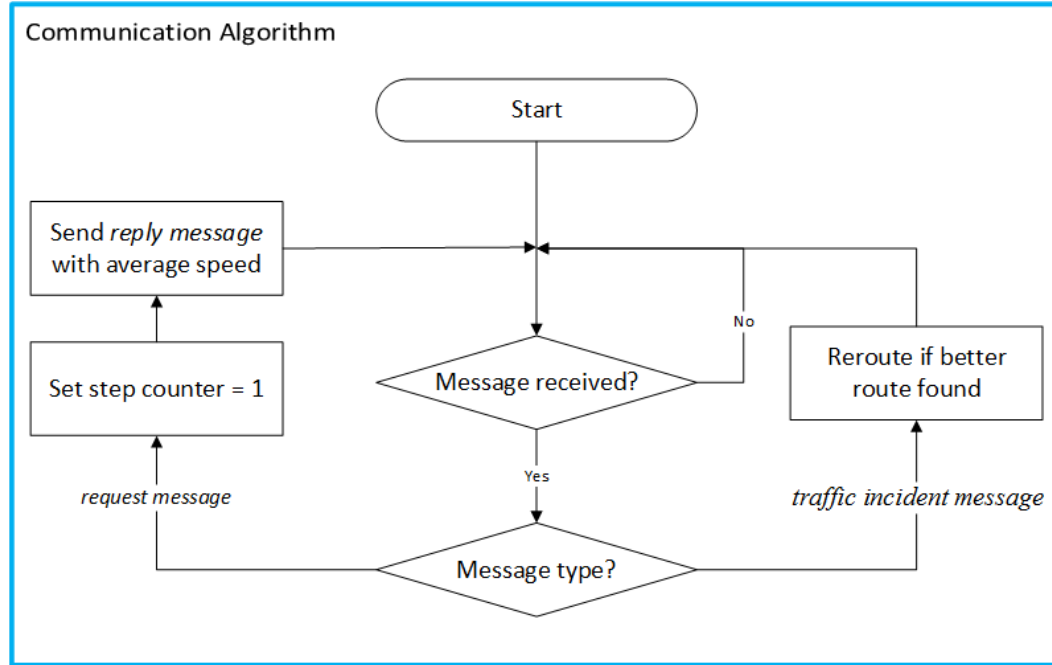 Communication Algorithm
Start
Send reply message
with average speed
No
Set step counter = 1
Message received?
Reroute if better
route found
Yes
request message
traffic incident message
Message type?